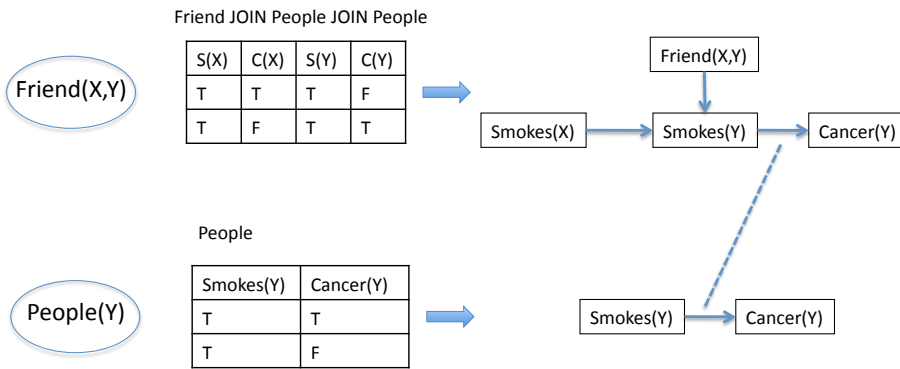 Friend JOIN People JOIN People
Friend(X,Y)
S(X) C(X) S(Y) C(Y)
T T T F
T F T T
Friend(X,Y)
Smokes(X) Smokes(Y) Cancer(Y)
People
People(Y)
Smokes(Y) Cancer(Y)
T T
T F
Smokes(Y) Cancer(Y)